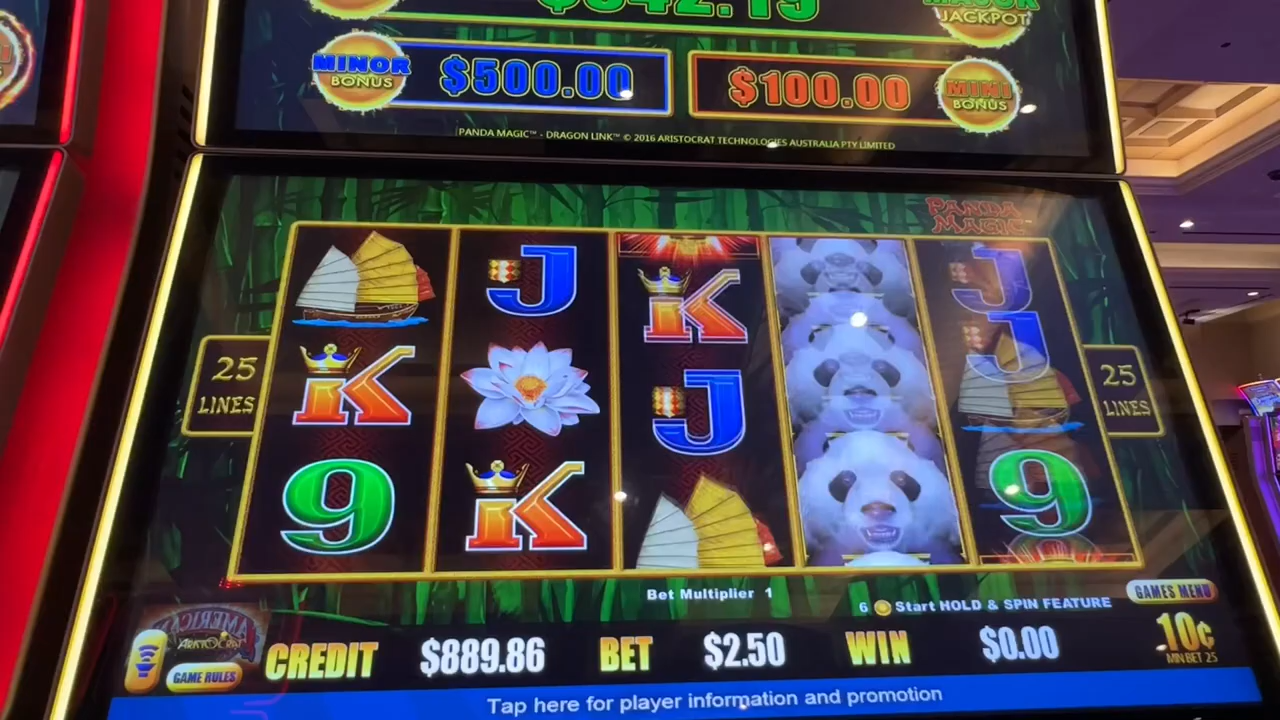 JACKPOT
MINOR
BONUS
$500.00
$100.00
MINI
BONUS
PANDA MAGIC™ - DRAGON LINK™ © 2016 ARISTOCRAT TECHNOLOGIES AUSTRALIA PTY LIMITED
PANDA
MAGIC
J
J
K
J
25
LINES
K
J
25
LINES
9
K
9
Bet Multiplier 1
6 Start HOLD & SPIN FEATURE
GAMES MENU
AMERICAN
ARISTOCRAT
GAME RULES
CREDIT
$889.86
BET
$2.50
WIN
$0.00
10¢
MIN BET 25
Tap here for player information and promotion